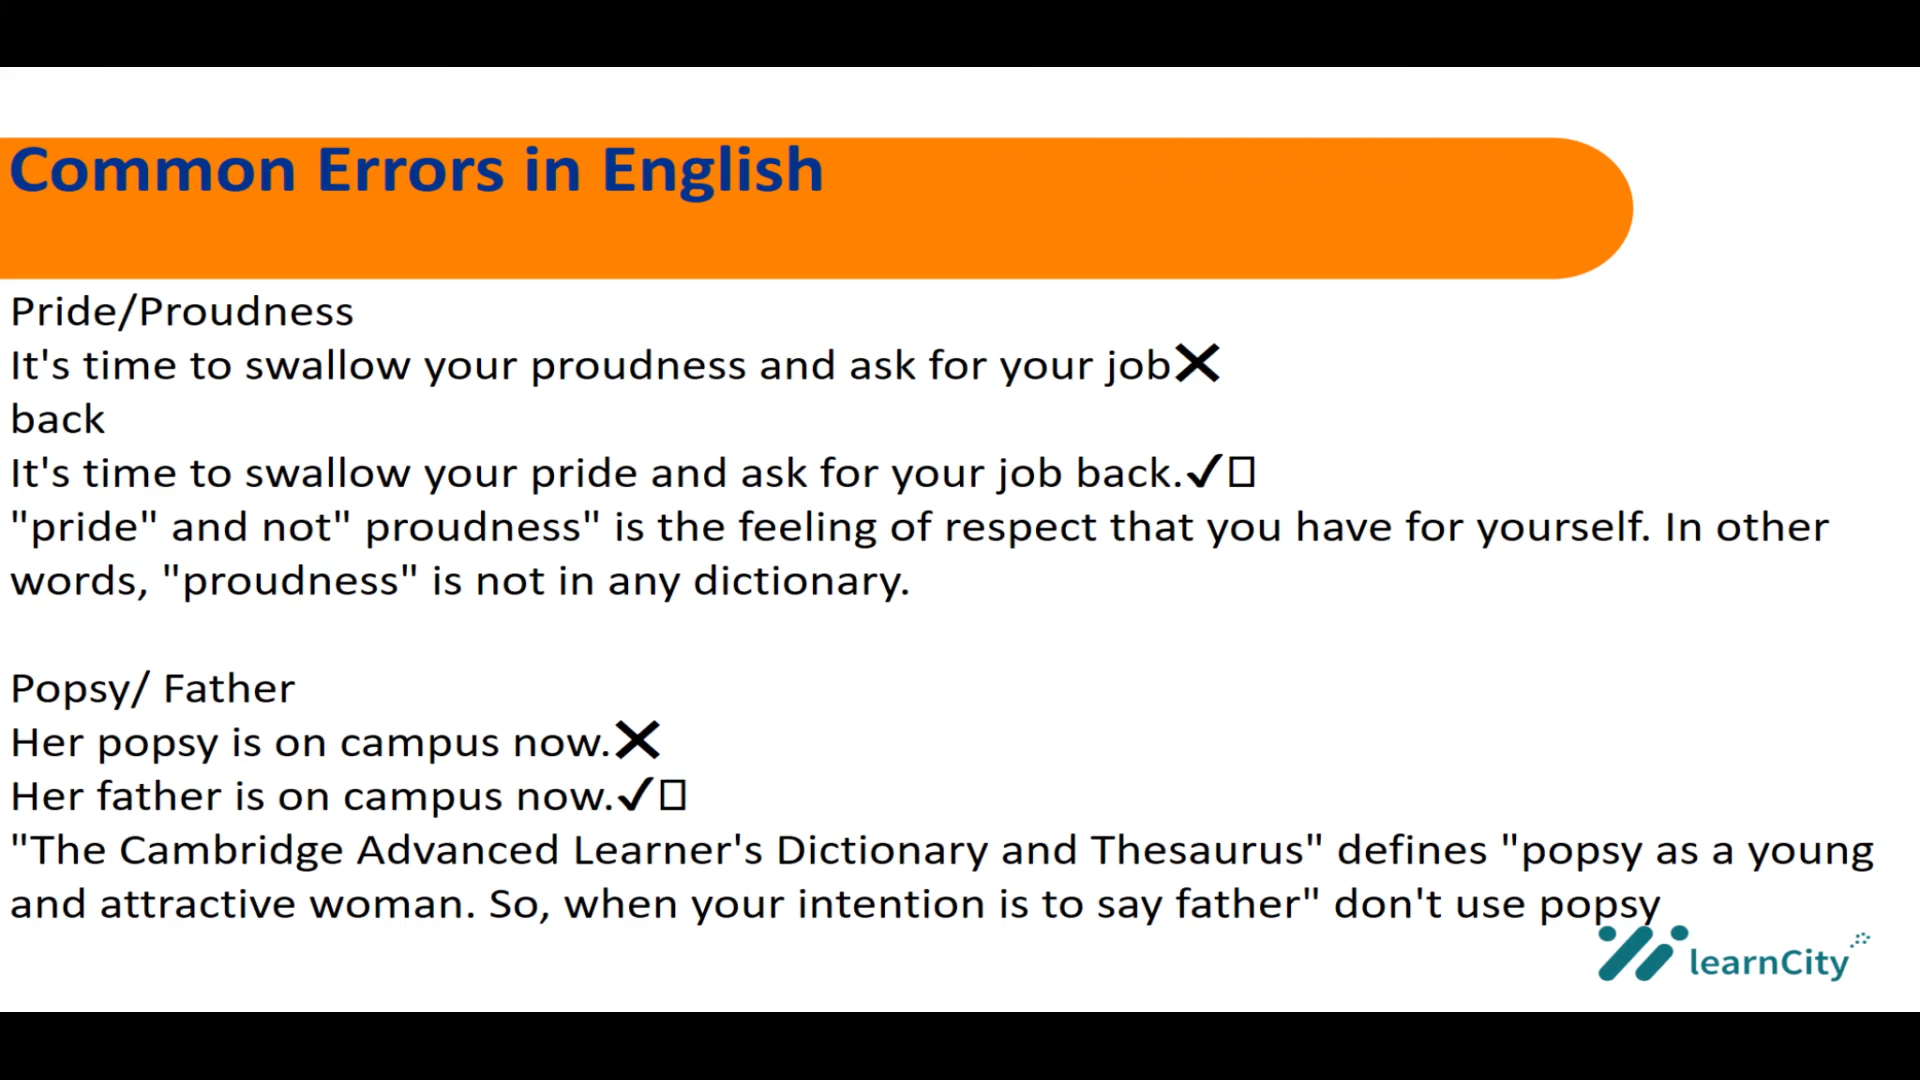 Common Errors in English
Pride/Proudness
It's time to swallow your proudness and ask for your job❌
back
It's time to swallow your pride and ask for your job back.✔️
"pride" and not" proudness" is the feeling of respect that you have for yourself. In other
words, "proudness" is not in any dictionary.
Popsy/ Father
Her popsy is on campus now.❌
Her father is on campus now.✔️
"The Cambridge Advanced Learner's Dictionary and Thesaurus" defines "popsy as a young
and attractive woman. So, when your intention is to say father" don't use popsy
learnCity